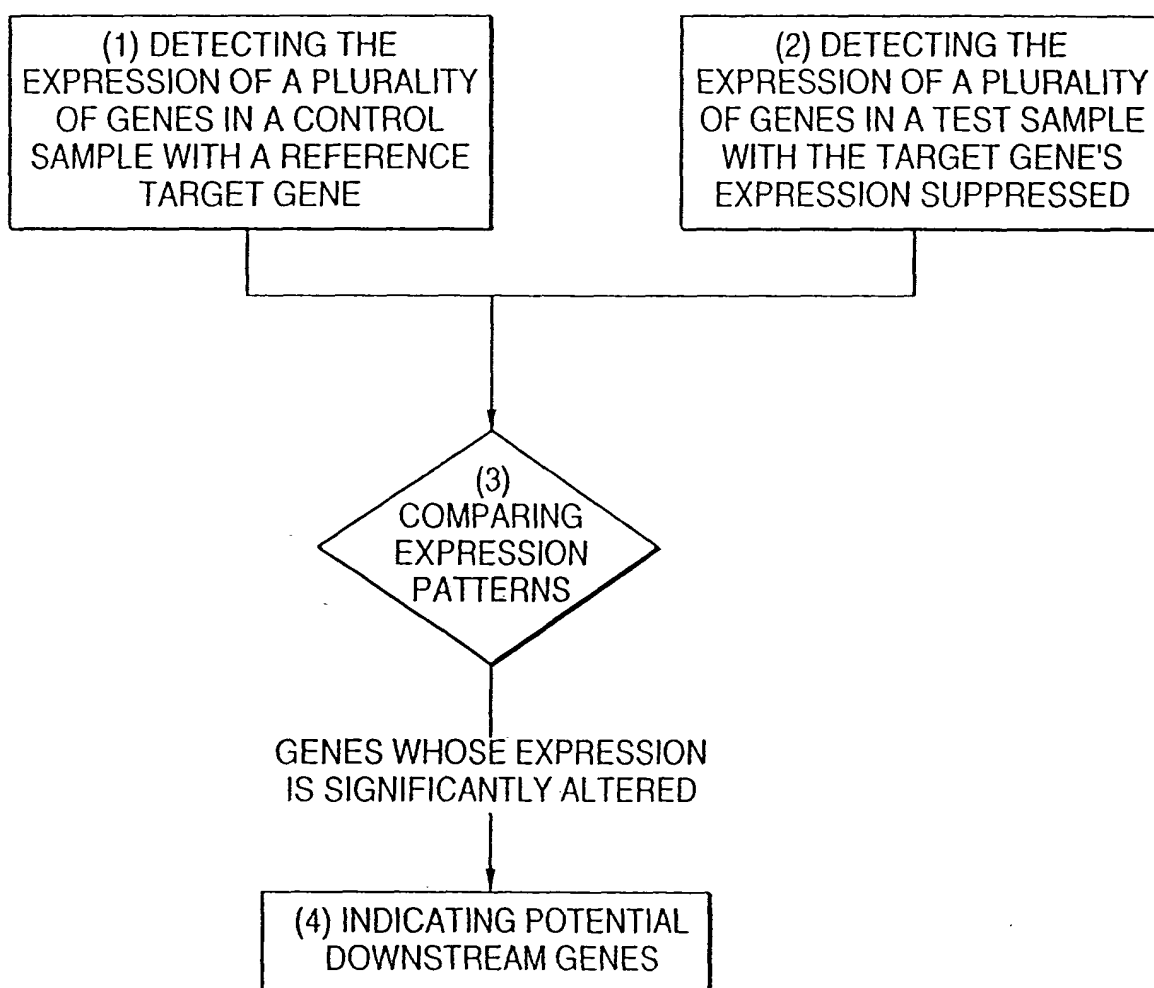 (1) DETECTING THE
EXPRESSION OF A PLURALITY
OF GENES IN A CONTROL
SAMPLE WITH A REFERENCE
TARGET GENE
(2) DETECTING THE
EXPRESSION OF A PLURALITY
OF GENES IN A TEST SAMPLE
WITH THE TARGET GENE'S
EXPRESSION SUPPRESSED
(3)
COMPARING
EXPRESSION
PATTERNS
GENES WHOSE EXPRESSION
IS SIGNIFICANTLY ALTERED
(4) INDICATING POTENTIAL
DOWNSTREAM GENES